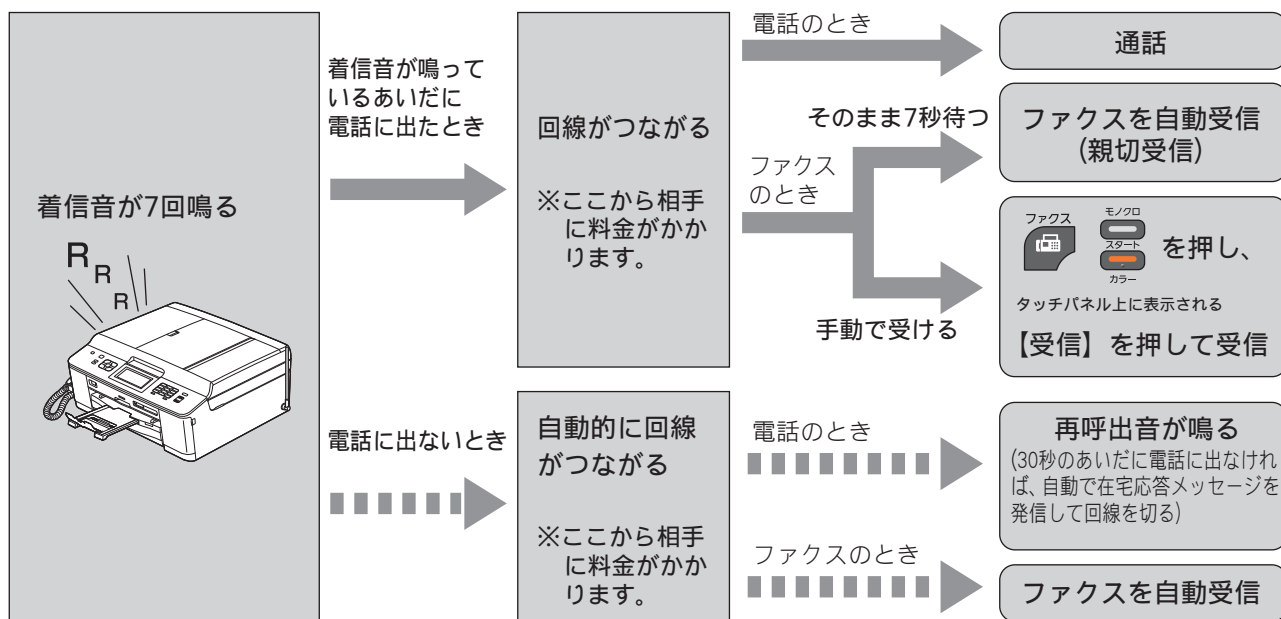 着信音が7回鳴る
R
R
R
着信音が鳴って
いるあいだに
電話に出たとき
回線がつながる
※ここから相手
に料金がかか
ります。
電話のとき
通話
ファクス
のとき
そのまま7秒待つ
ファクスを自動受信
(親切受信)
手動で受ける
ファクス
モノクロ
スタート
カラー
を押し、
タッチパネル上に表示される
【受信】を押して受信
電話に出ないとき
自動的に回線
がつながる
※ここから相手
に料金がかか
ります。
電話のとき
再呼出音が鳴る
(30秒のあいだに電話に出なけれ
ば、自動で在宅応答メッセージを
発信して回線を切る)
ファクスのとき
ファクスを自動受信